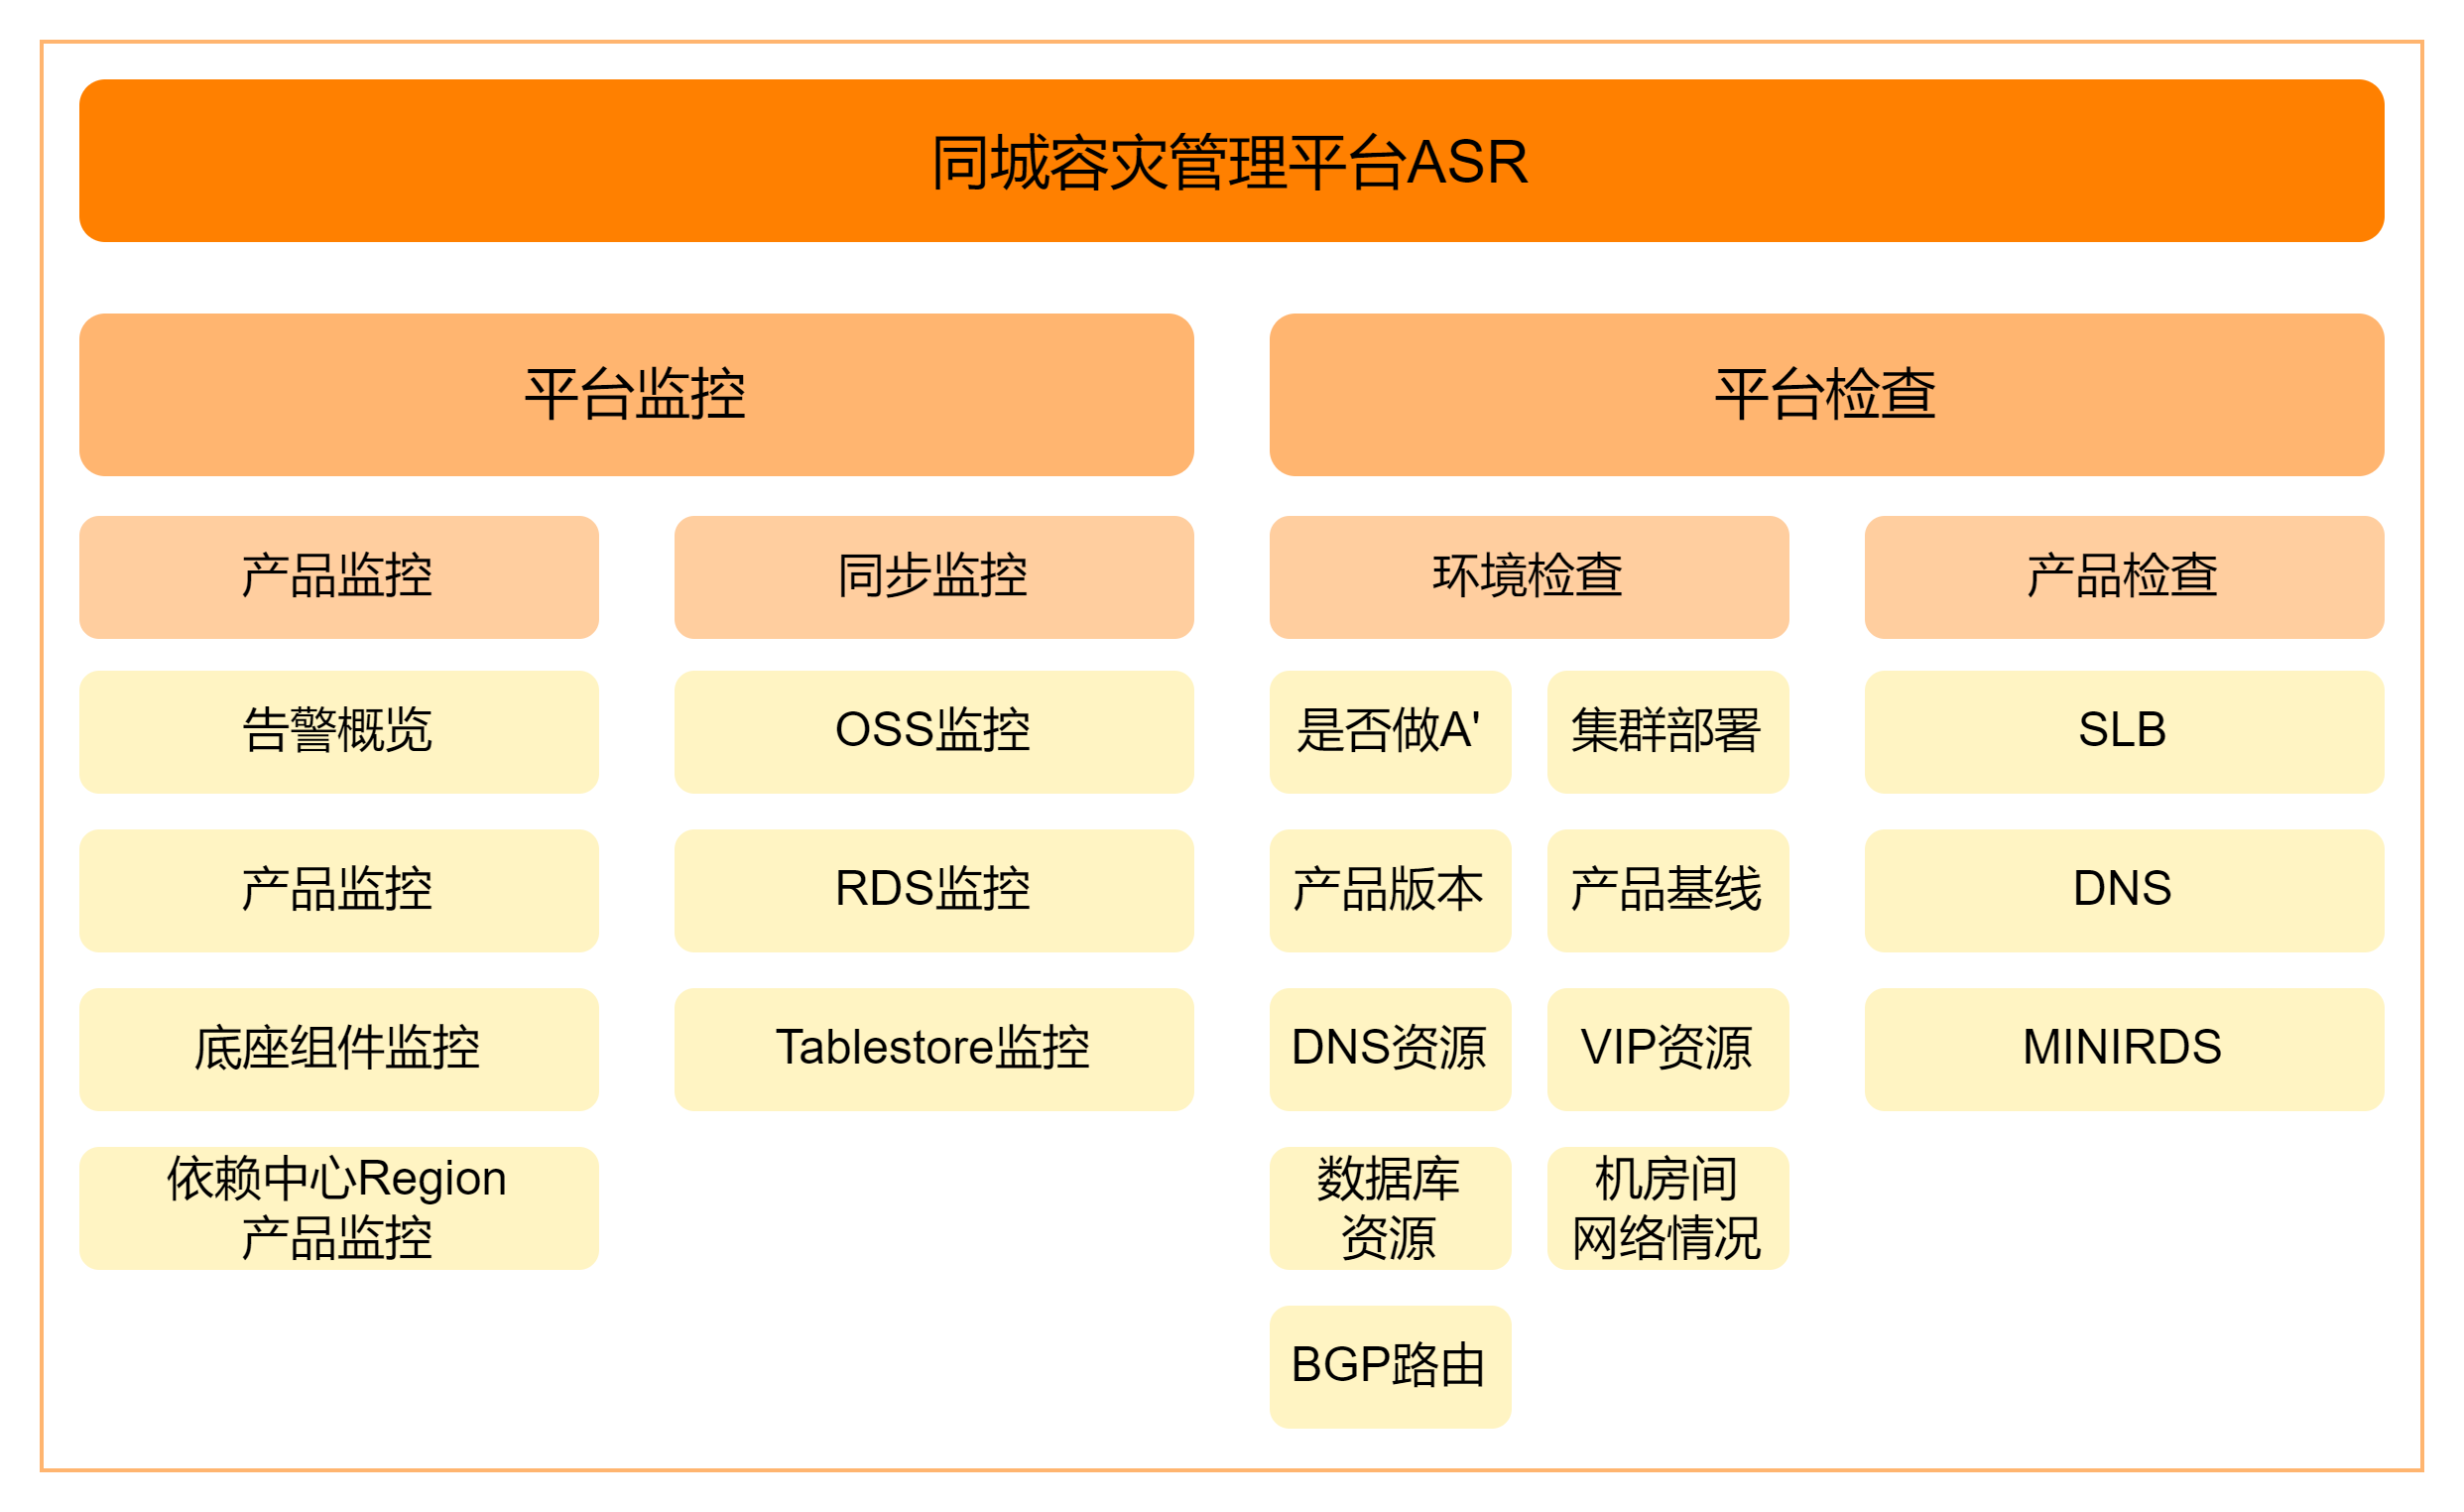 同城容灾管理平台ASR
平台监控
平台检查
产品监控
同步监控
环境检查
产品检查
告警概览
OSS监控
是否做A'
集群部署
SLB
产品监控
RDS监控
产品版本
产品基线
DNS
底座组件监控
Tablestore监控
DNS资源
VIP资源
MINIRDS
依赖中心Region
产品监控
数据库
资源
机房间
网络情况
BGP路由